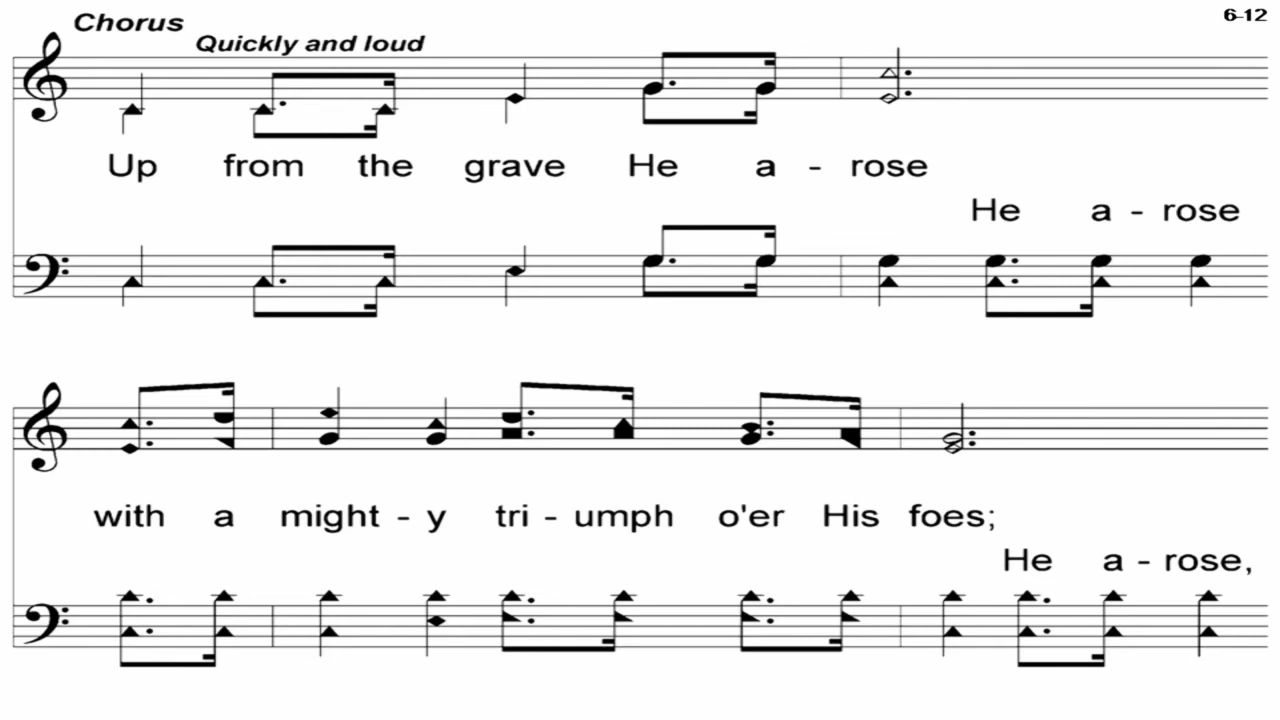 Chorus
6-12
Quickly and loud
Up from the grave He a - rose
He a - rose
with a might - y tri - umph o'er His foes;
He a - rose,